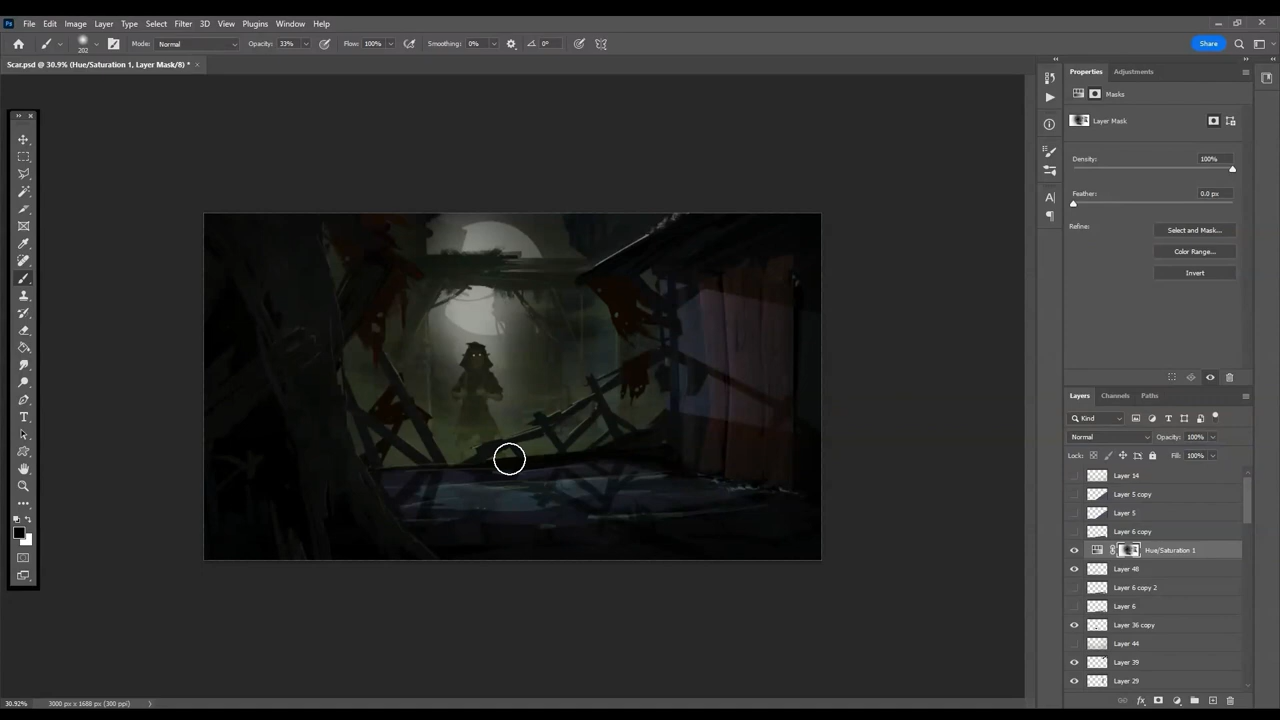 File Edit Image Layer Type Select Filter 3D View Plugins Window Help
202 Mode: Normal Opacity: 33% Flow: 100% Smoothing: 0% 0° Share
Scar.psd @ 30.9% (Hue/Saturation 1, Layer Mask/8) *
Properties Adjustments
Masks
Layer Mask
Density: 100%
Feather: 0.0 px
Refine: Select and Mask...
Color Range...
Invert
Layers Channels Paths
Kind
Normal Opacity: 100%
Lock: Fill: 100%
Layer 14
Layer 5 copy
Layer 5
Layer 6 copy
Hue/Saturation 1
Layer 48
Layer 6 copy 2
Layer 6
Layer 36 copy
Layer 44
Layer 39
Layer 29
30.92% 3000 px x 1688 px (300 ppi)